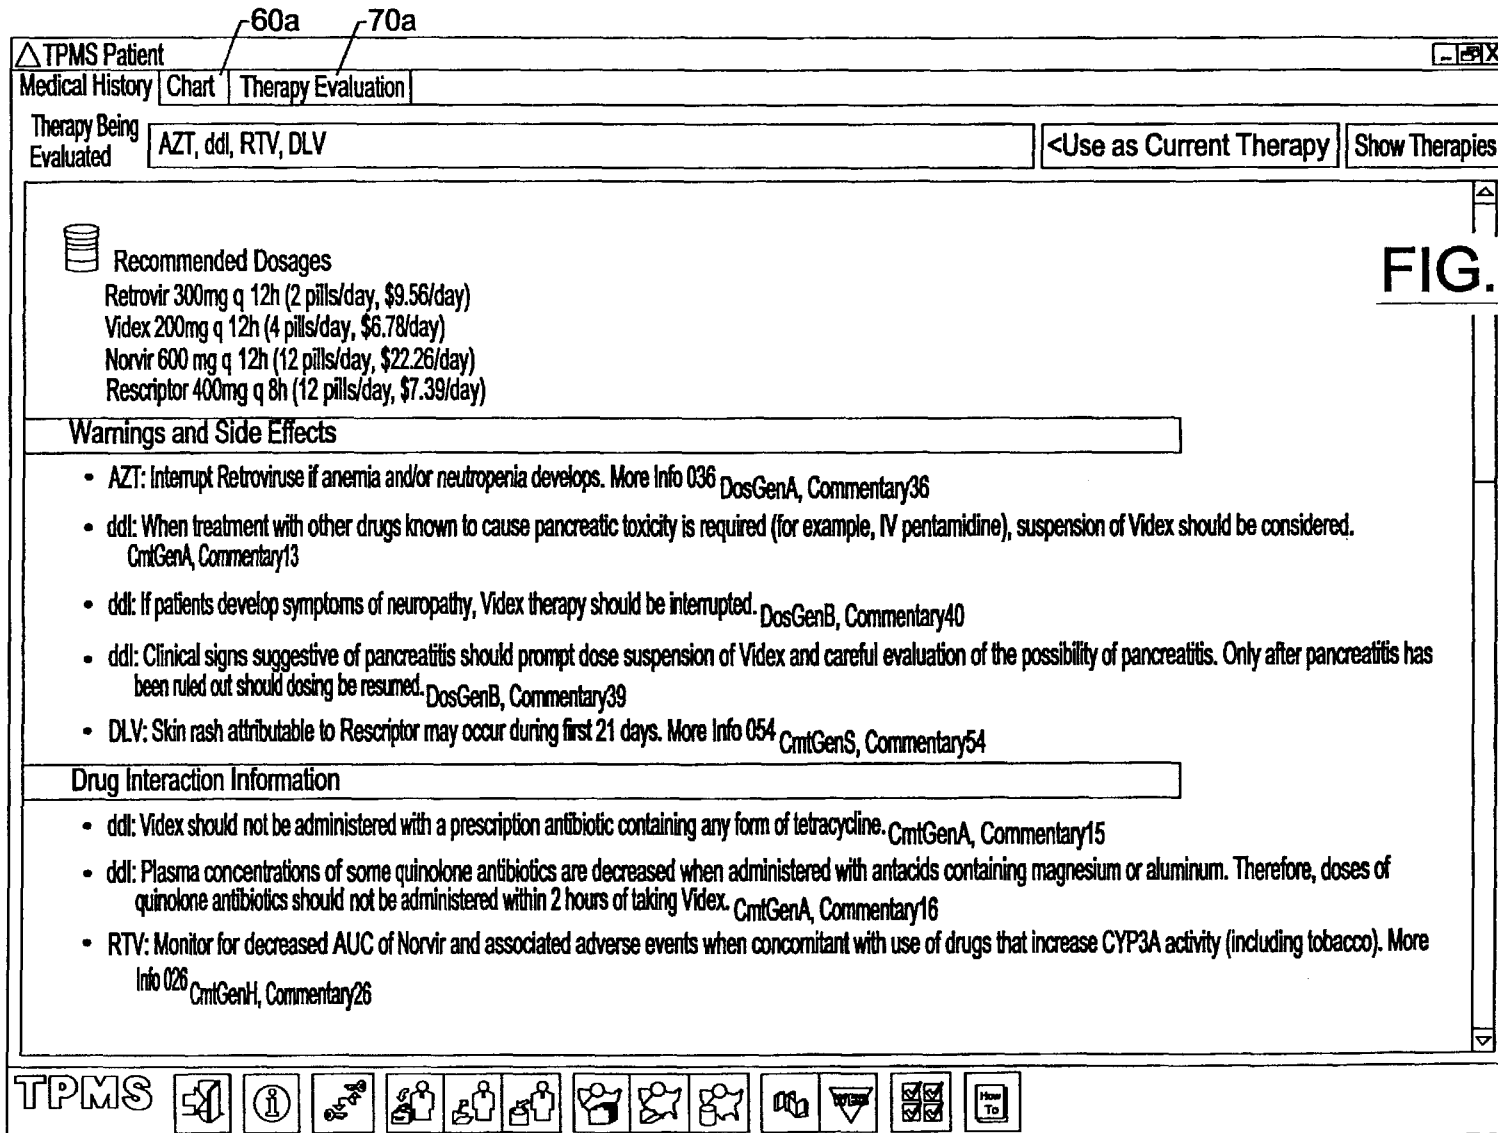 60a 70a
TPMS Patient
Medical History Chart Therapy Evaluation
Therapy Being Evaluated AZT, ddI, RTV, DLV <Use as Current Therapy Show Therapies
FIG.
Recommended Dosages
Retrovir 300mg q 12h (2 pills/day, $9.56/day)
Videx 200mg q 12h (4 pills/day, $6.78/day)
Norvir 600 mg q 12h (12 pills/day, $22.26/day)
Rescriptor 400mg q 8h (12 pills/day, $7.39/day)
Warnings and Side Effects
• AZT: Interrupt Retroviruse if anemia and/or neutropenia develops. More Info 036 DosGenA, Commentary36
• ddI: When treatment with other drugs known to cause pancreatic toxicity is required (for example, IV pentamidine), suspension of Videx should be considered.
CmtGenA, Commentary13
• ddI: If patients develop symptoms of neuropathy, Videx therapy should be interrupted. DosGenB, Commentary40
• ddI: Clinical signs suggestive of pancreatitis should prompt dose suspension of Videx and careful evaluation of the possibility of pancreatitis. Only after pancreatitis has
been ruled out should dosing be resumed. DosGenB, Commentary39
• DLV: Skin rash attributable to Rescriptor may occur during first 21 days. More Info 054 CmtGenS, Commentary54
Drug Interaction Information
• ddI: Videx should not be administered with a prescription antibiotic containing any form of tetracycline. CmtGenA, Commentary15
• ddI: Plasma concentrations of some quinolone antibiotics are decreased when administered with antacids containing magnesium or aluminum. Therefore, doses of
quinolone antibiotics should not be administered within 2 hours of taking Videx. CmtGenA, Commentary16
• RTV: Monitor for decreased AUC of Norvir and associated adverse events when concomitant with use of drugs that increase CYP3A activity (including tobacco). More
Info 026 CmtGenH, Commentary26
TPMS
How
To